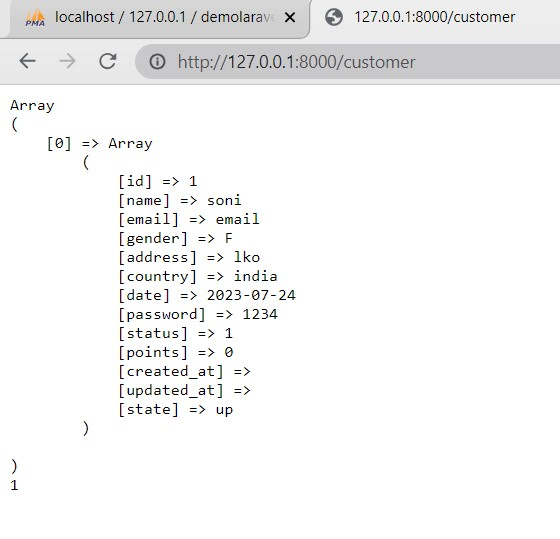 PMA localhost / 127.0.0.1 / demolarav
127.0.0.1:8000/customer
http://127.0.0.1:8000/customer
Array
(
    [0] => Array
        (
            [id] => 1
            [name] => soni
            [email] => email
            [gender] => F
            [address] => lko
            [country] => india
            [date] => 2023-07-24
            [password] => 1234
            [status] => 1
            [points] => 0
            [created_at] =>
            [updated_at] =>
            [state] => up
        )

)
1